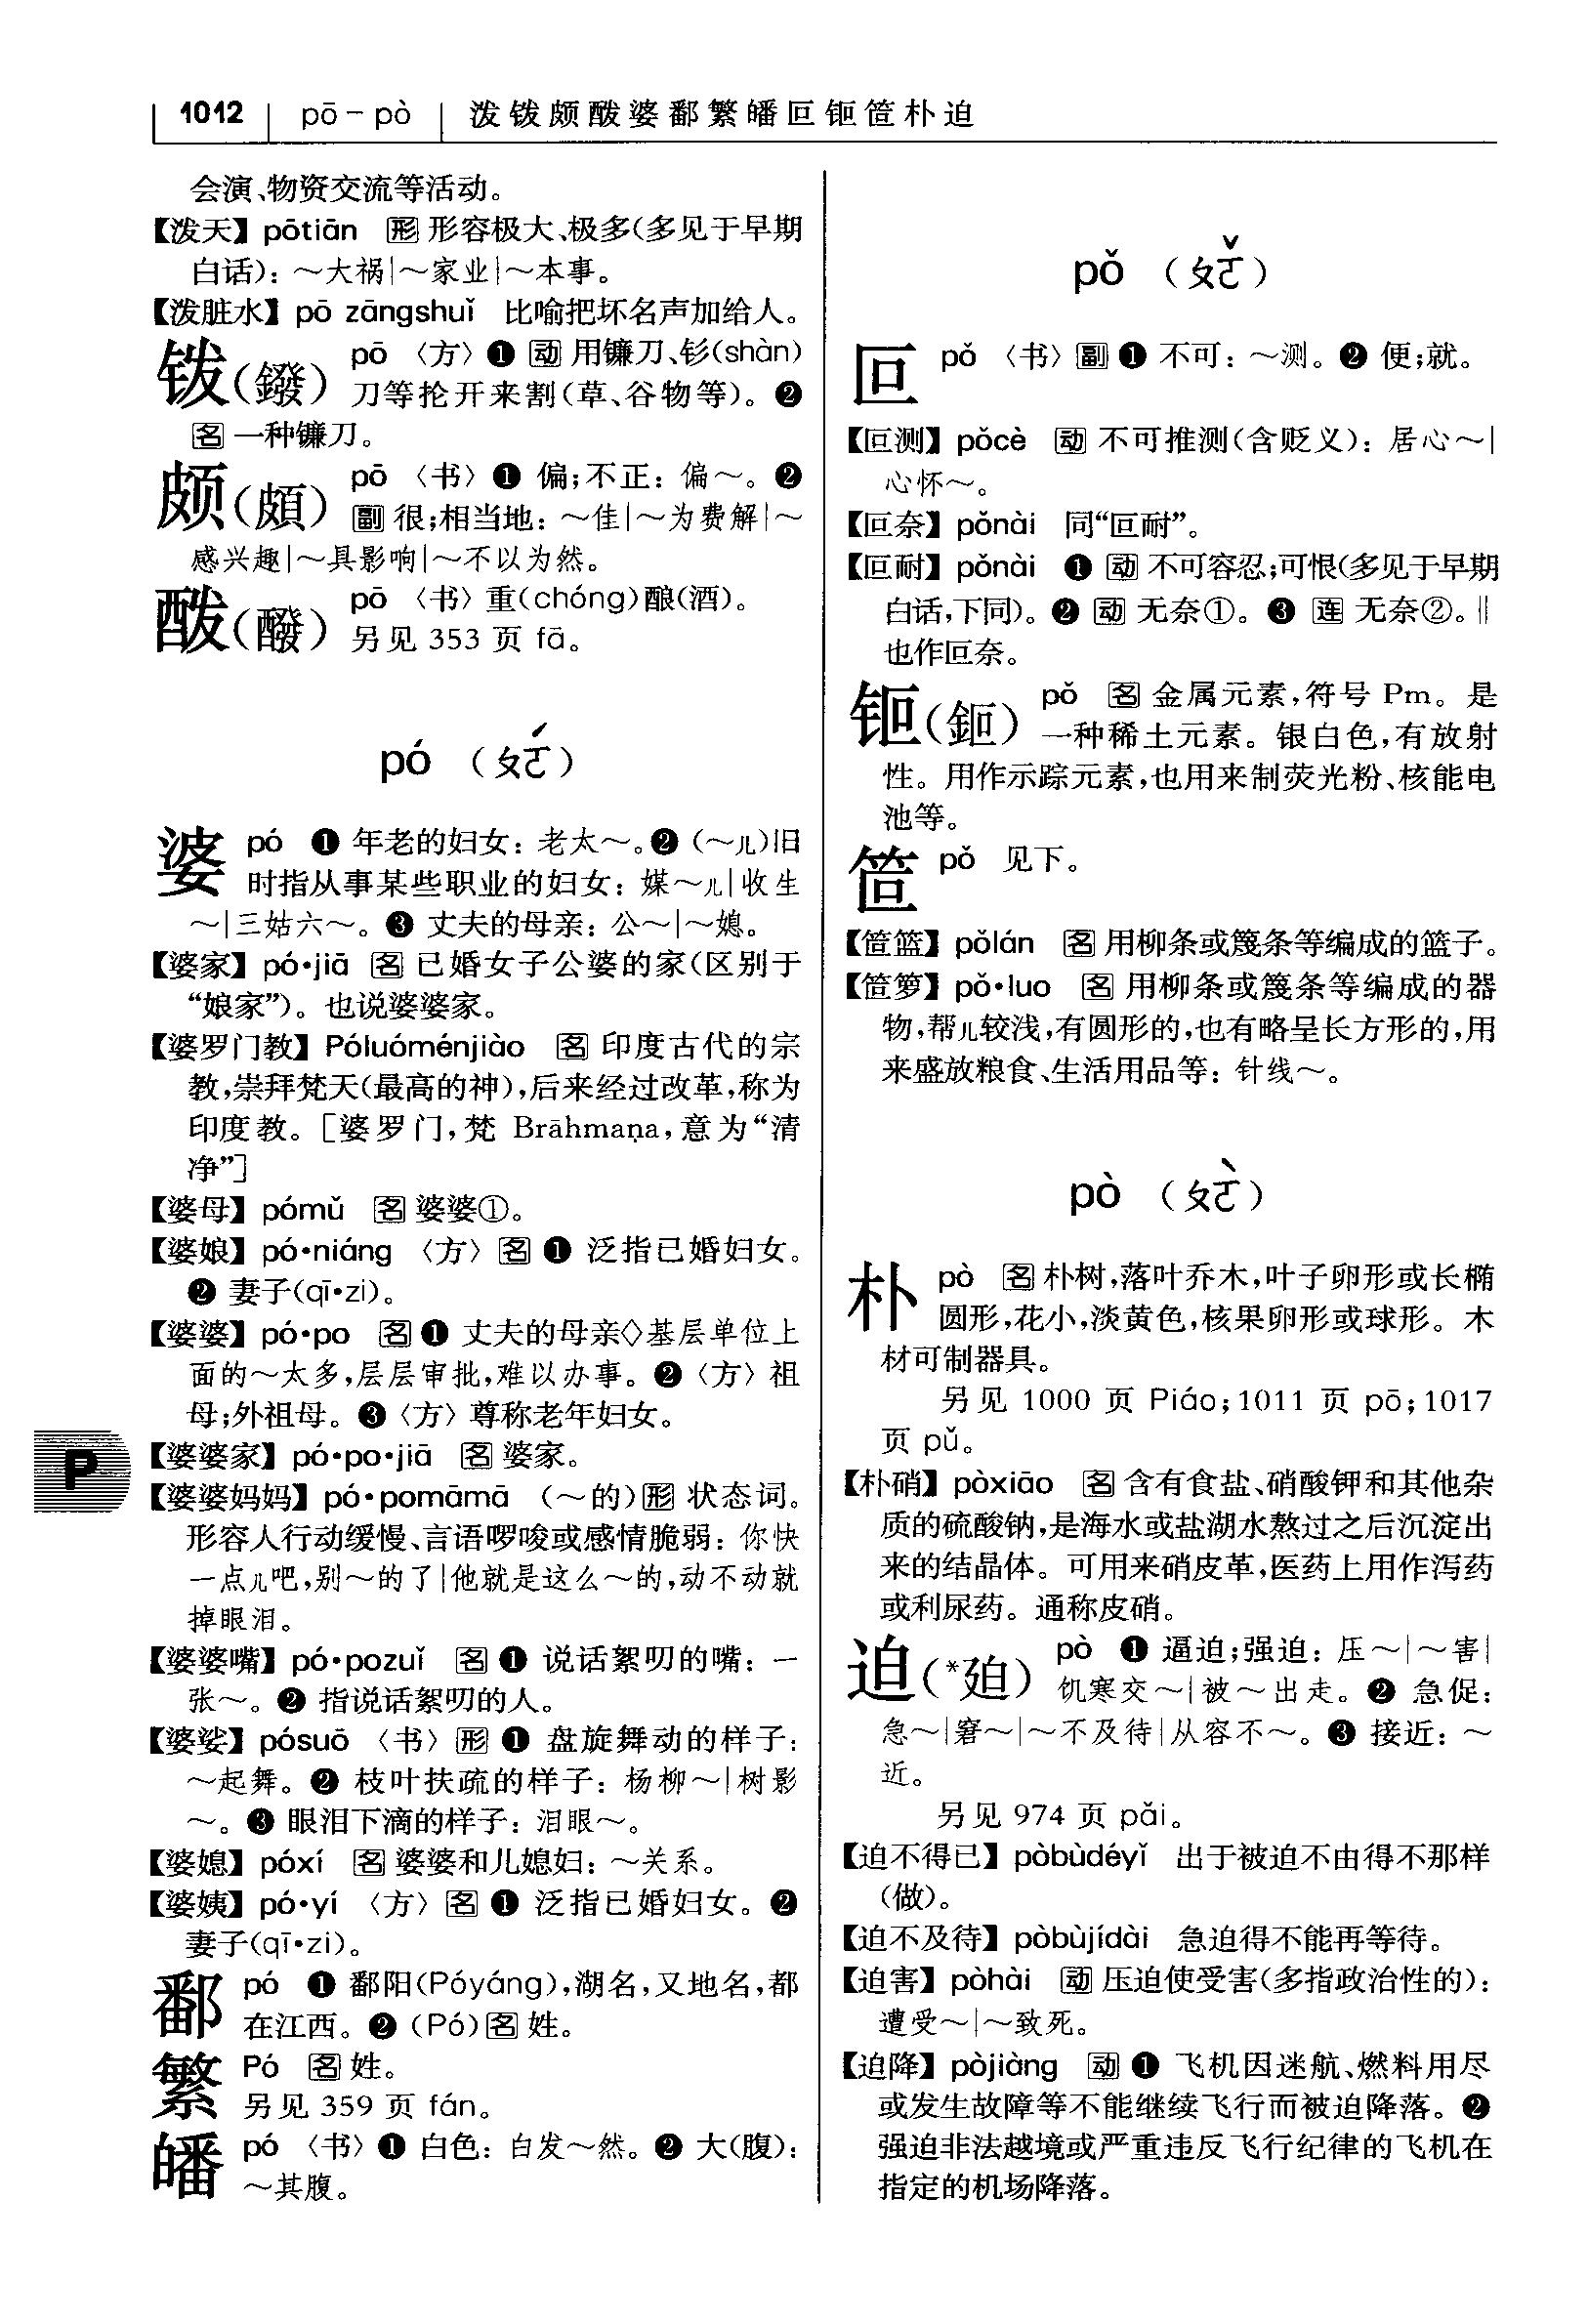 1012 pō－pò 泼䥽颇酦婆鄱繁皤叵钷笸朴迫
会演、物资交流等活动。
【泼天】pōtiān 形 形容极大、极多(多见于早期
白话)：～大祸|～家业|～本事。
【泼脏水】pō zāngshuǐ 比喻把坏名声加给人。
䥽(鏺) pō 〈方〉❶ 动 用镰刀、钐(shàn)
刀等抡开来割(草、谷物等)。❷
名 一种镰刀。
颇(頗) pō 〈书〉❶ 偏；不正：偏～。❷
副 很；相当地：～佳|～为费解|～
感兴趣|～具影响|～不以为然。
酦(醱) pō 〈书〉重(chóng)酿(酒)。
另见 353 页 fā。
pó （ㄆㄛˊ）
婆 pó ❶ 年老的妇女：老太～。❷ (～儿)旧
时指从事某些职业的妇女：媒～儿|收生
～|三姑六～。❸ 丈夫的母亲：公～|～媳。
【婆家】pó•jiā 名 已婚女子公婆的家(区别于
“娘家”)。也说婆婆家。
【婆罗门教】Póluóménjiào 名 印度古代的宗
教，崇拜梵天(最高的神)，后来经过改革，称为
印度教。［婆罗门，梵 Brāhmaṇa，意为“清
净”］
【婆母】pómǔ 名 婆婆①。
【婆娘】pó•niáng 〈方〉名 ❶ 泛指已婚妇女。
❷ 妻子(qī•zi)。
【婆婆】pó•po 名 ❶ 丈夫的母亲◇基层单位上
面的～太多，层层审批，难以办事。❷〈方〉祖
母；外祖母。❸〈方〉尊称老年妇女。
【婆婆家】pó•po•jiā 名 婆家。
【婆婆妈妈】pó•pomāmā (～的)形 状态词。
形容人行动缓慢、言语啰唆或感情脆弱：你快
一点儿吧，别～的了|他就是这么～的，动不动就
掉眼泪。
【婆婆嘴】pó•pozuǐ 名 ❶ 说话絮叨的嘴：一
张～。❷ 指说话絮叨的人。
【婆娑】pósuō 〈书〉形 ❶ 盘旋舞动的样子：
～起舞。❷ 枝叶扶疏的样子：杨柳～|树影
～。❸ 眼泪下滴的样子：泪眼～。
【婆媳】póxí 名 婆婆和儿媳妇：～关系。
【婆姨】pó•yí 〈方〉名 ❶ 泛指已婚妇女。❷
妻子(qī•zi)。
鄱 pó ❶ 鄱阳(Póyáng)，湖名，又地名，都
在江西。❷ (Pó)名 姓。
繁 Pó 名 姓。
另见 359 页 fán。
皤 pó 〈书〉❶ 白色：白发～然。❷ 大(腹)：
～其腹。
P
pǒ （ㄆㄛˇ）
叵 pǒ 〈书〉副 ❶ 不可：～测。❷ 便；就。
【叵测】pǒcè 动 不可推测(含贬义)：居心～|
心怀～。
【叵奈】pǒnài 同“叵耐”。
【叵耐】pǒnài ❶ 动 不可容忍；可恨(多见于早期
白话，下同)。❷ 动 无奈①。❸ 连 无奈②。‖
也作叵奈。
钷(鉕) pǒ 名 金属元素，符号 Pm。是
一种稀土元素。银白色，有放射
性。用作示踪元素，也用来制荧光粉、核能电
池等。
笸 pǒ 见下。
【笸篮】pǒlán 名 用柳条或篾条等编成的篮子。
【笸箩】pǒ•luo 名 用柳条或篾条等编成的器
物，帮儿较浅，有圆形的，也有略呈长方形的，用
来盛放粮食、生活用品等：针线～。
pò （ㄆㄛˋ）
朴 pò 名 朴树，落叶乔木，叶子卵形或长椭
圆形，花小，淡黄色，核果卵形或球形。木
材可制器具。
另见 1000 页 Piáo；1011 页 pō；1017
页 pǔ。
【朴硝】pòxiāo 名 含有食盐、硝酸钾和其他杂
质的硫酸钠，是海水或盐湖水熬过之后沉淀出
来的结晶体。可用来硝皮革，医药上用作泻药
或利尿药。通称皮硝。
迫(*廹) pò ❶ 逼迫；强迫：压～|～害|
饥寒交～|被～出走。❷ 急促：
急～|窘～|～不及待|从容不～。❸ 接近：～
近。
另见 974 页 pǎi。
【迫不得已】pòbùdéyǐ 出于被迫不由得不那样
(做)。
【迫不及待】pòbùjídài 急迫得不能再等待。
【迫害】pòhài 动 压迫使受害(多指政治性的)：
遭受～|～致死。
【迫降】pòjiàng 动 ❶ 飞机因迷航、燃料用尽
或发生故障等不能继续飞行而被迫降落。❷
强迫非法越境或严重违反飞行纪律的飞机在
指定的机场降落。